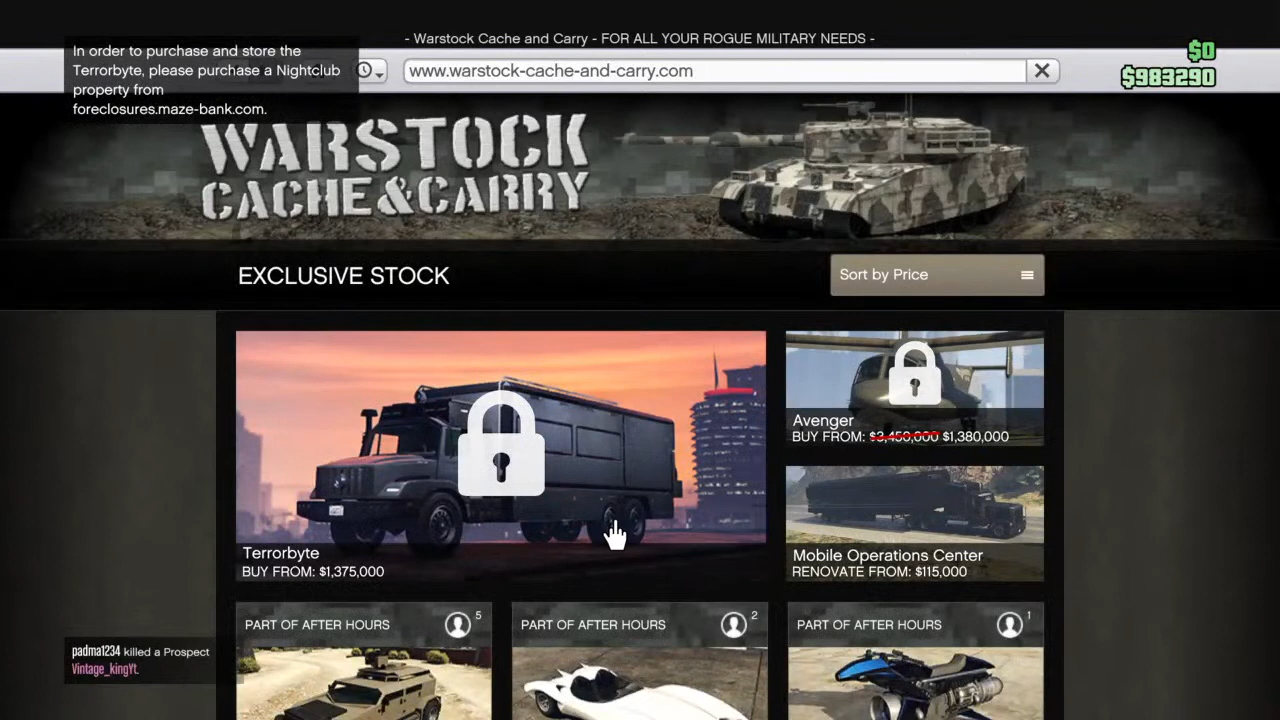 - Warstock Cache and Carry - FOR ALL YOUR ROGUE MILITARY NEEDS -
In order to purchase and store the
Terrorbyte, please purchase a Nightclub
property from
foreclosures.maze-bank.com.
www.warstock-cache-and-carry.com
$0
$983290
WARSTOCK
CACHE&CARRY
EXCLUSIVE STOCK
Sort by Price
Terrorbyte
BUY FROM: $1,375,000
Avenger
BUY FROM: $3,450,000 $1,380,000
Mobile Operations Center
RENOVATE FROM: $115,000
PART OF AFTER HOURS 5
PART OF AFTER HOURS 2
PART OF AFTER HOURS 1
padma1234 killed a Prospect
Vintage_kingYt.